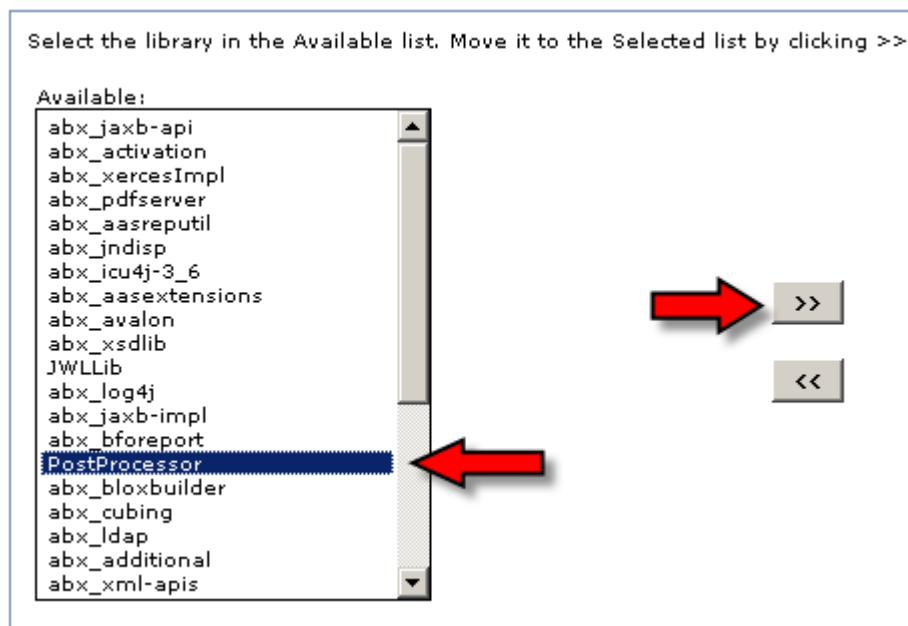 Select the library in the Available list. Move it to the Selected list by clicking >>
Available:
abx_jaxb-api
abx_activation
abx_xercesImpl
abx_pdfserver
abx_aasreputil
abx_jndisp
abx_icu4j-3_6
abx_aasextensions
abx_avalon
abx_xsdlib
JWLLib
abx_log4j
abx_jaxb-impl
abx_bforeport
PostProcessor
abx_bloxbuilder
abx_cubing
abx_ldap
abx_additional
abx_xml-apis
>>
<<